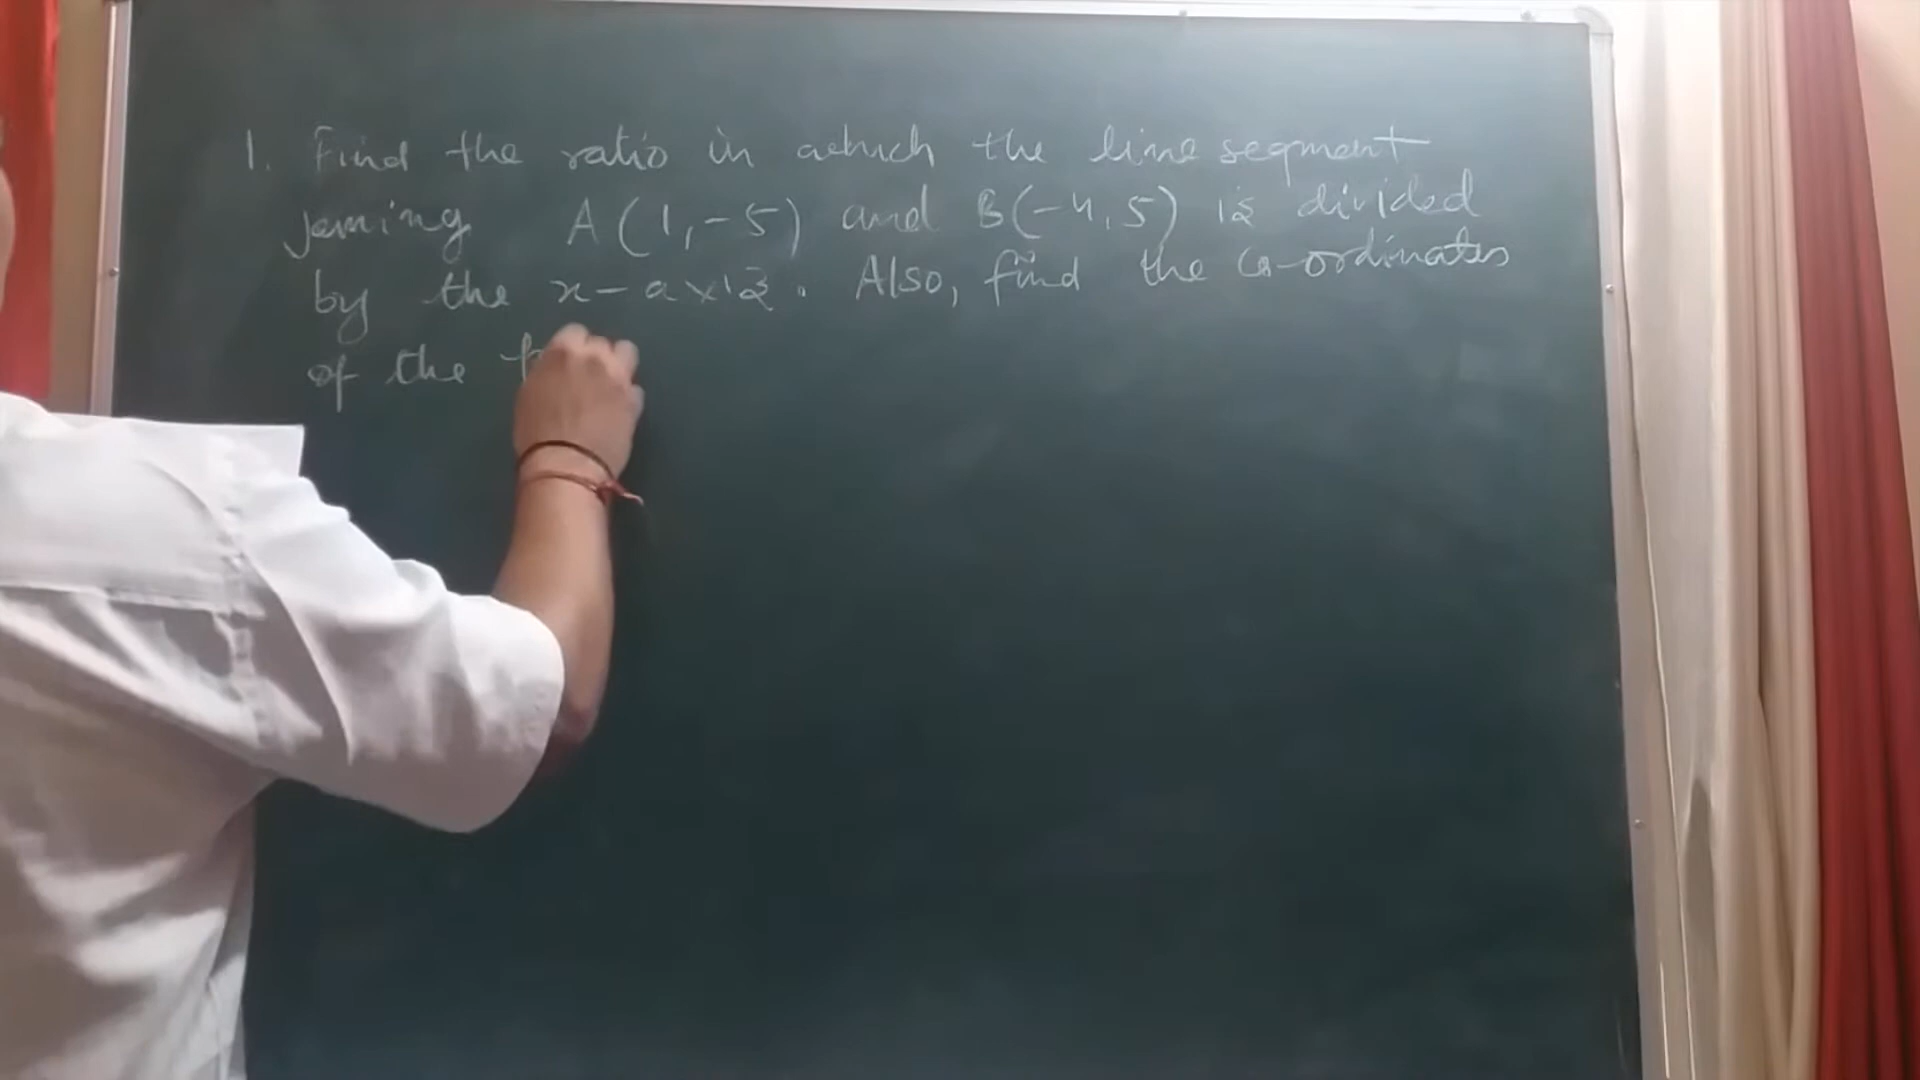 1. Find the ratio in which the line segment
joining A(1,-5) and B(-4,5) is divided
by the x-axis. Also, find the co-ordinates
of the